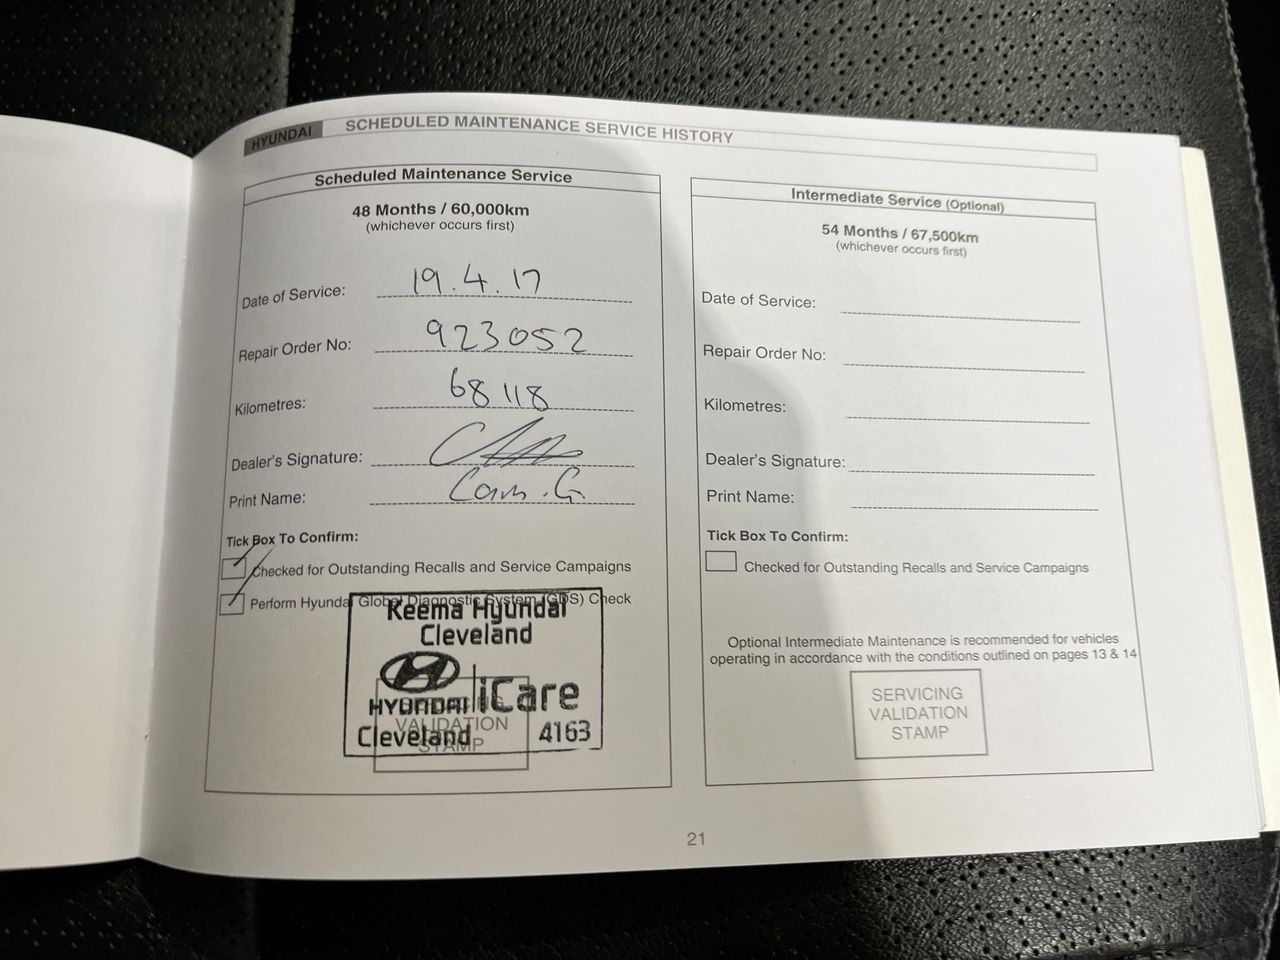 HYUNDAI SCHEDULED MAINTENANCE SERVICE HISTORY
Scheduled Maintenance Service
48 Months / 60,000km
(whichever occurs first)
Date of Service: 19.4.17
Repair Order No: 923052
Kilometres: 68 118
Dealer's Signature:
Print Name: Cam.G.
Tick Box To Confirm:
Checked for Outstanding Recalls and Service Campaigns
Perform Hyundai Global Diagnostic System (GDS) Check
Keema Hyundai
Cleveland
HYUNDAI iCare
Cleveland 4163
VALIDATION
STAMP
Intermediate Service (Optional)
54 Months / 67,500km
(whichever occurs first)
Date of Service:
Repair Order No:
Kilometres:
Dealer's Signature:
Print Name:
Tick Box To Confirm:
Checked for Outstanding Recalls and Service Campaigns
Optional Intermediate Maintenance is recommended for vehicles
operating in accordance with the conditions outlined on pages 13 & 14
SERVICING
VALIDATION
STAMP
21